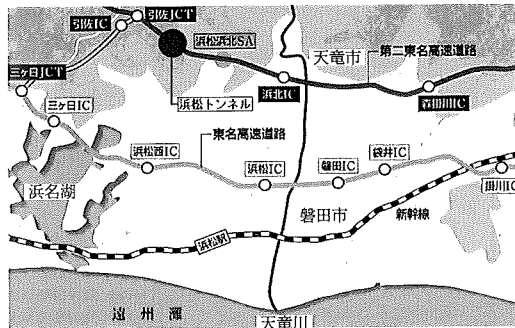 引佐JCT
引佐IC
浜松浜北SA
天竜市
第二東名高速道路
三ヶ日JCT
浜松トンネル
浜北IC
森掛川IC
三ヶ日IC
東名高速道路
浜松西IC
浜松IC
磐田IC
袋井IC
掛川IC
浜名湖
磐田市
新幹線
浜松駅
遠州灘
天竜川